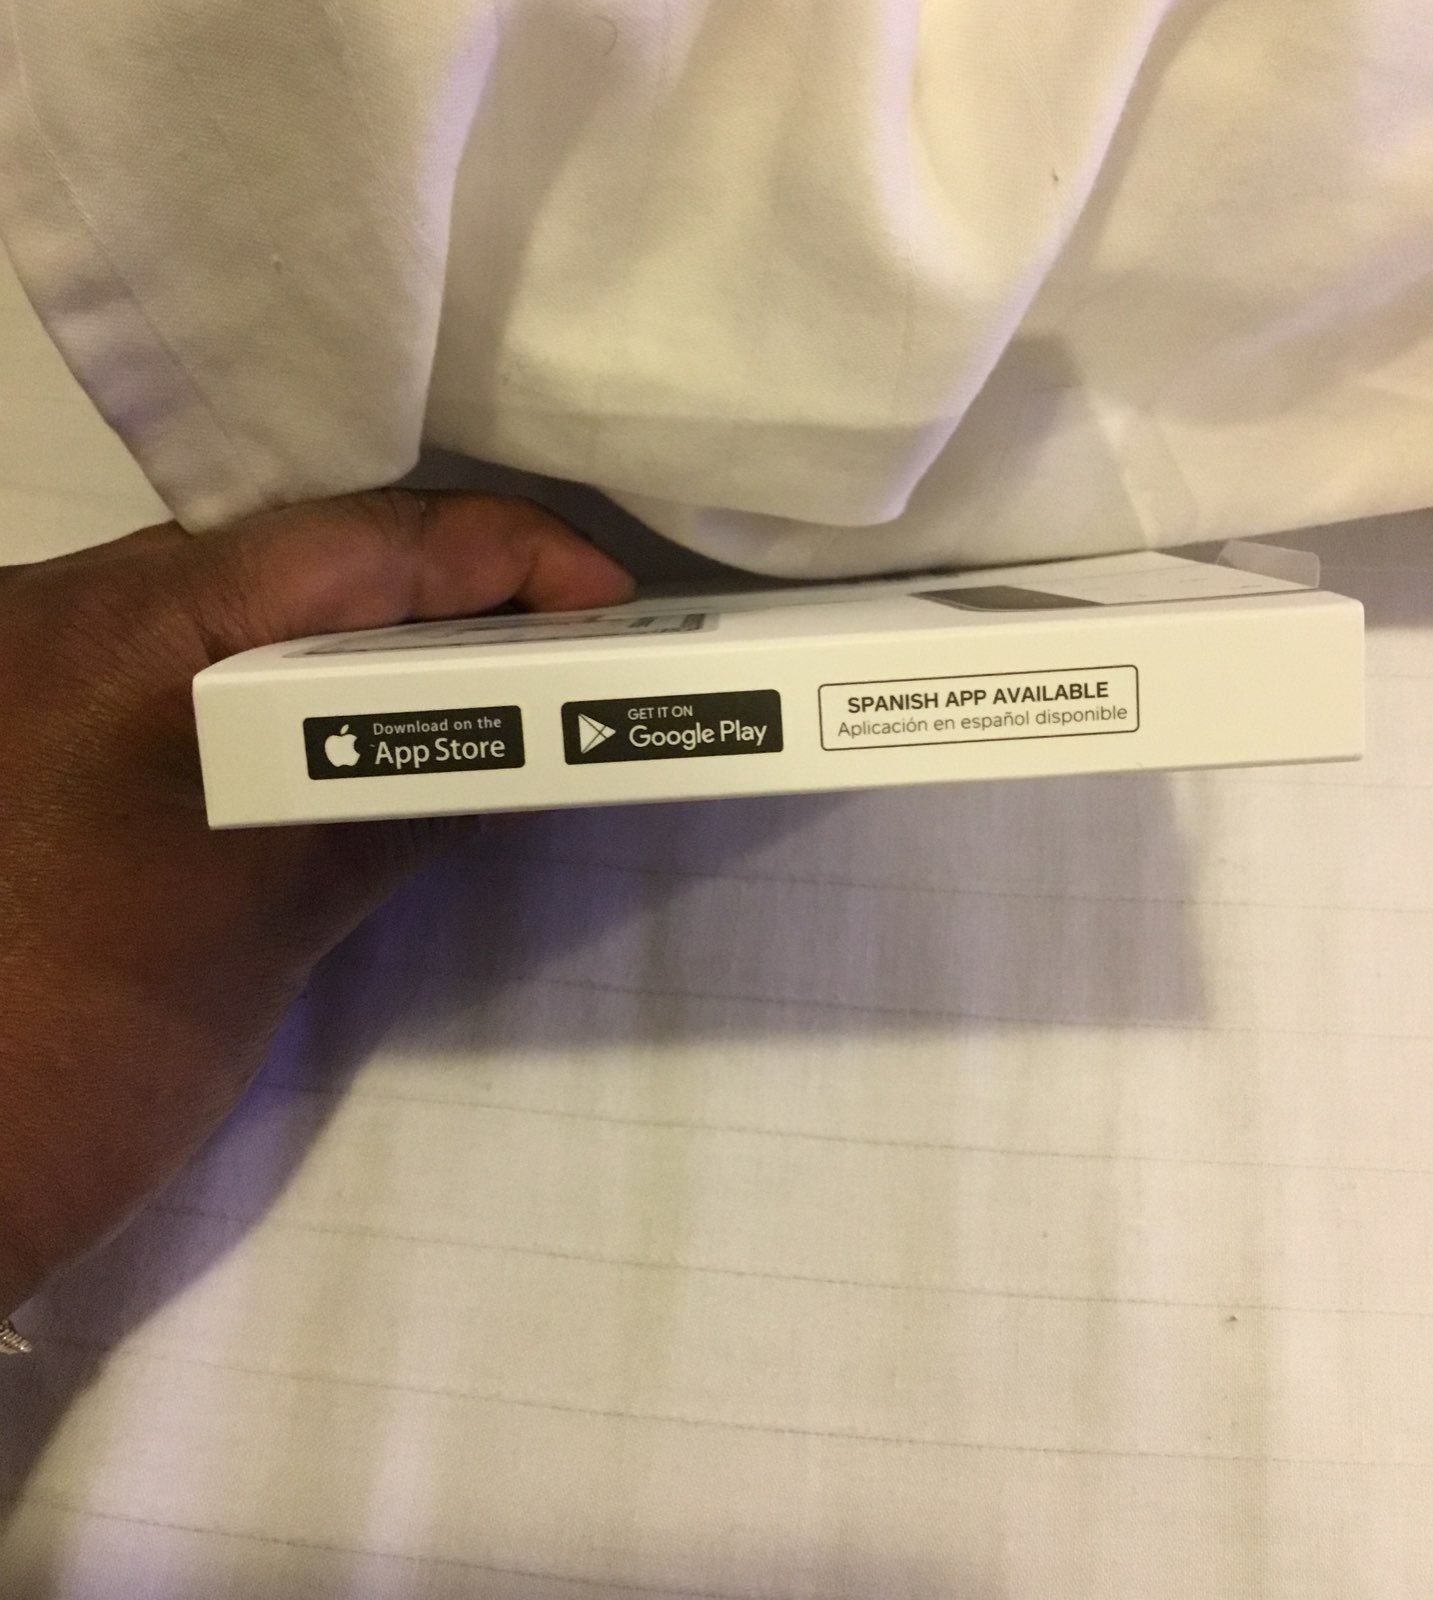 Download on the
App Store
GET IT ON
Google Play
SPANISH APP AVAILABLE
Aplicación en español disponible